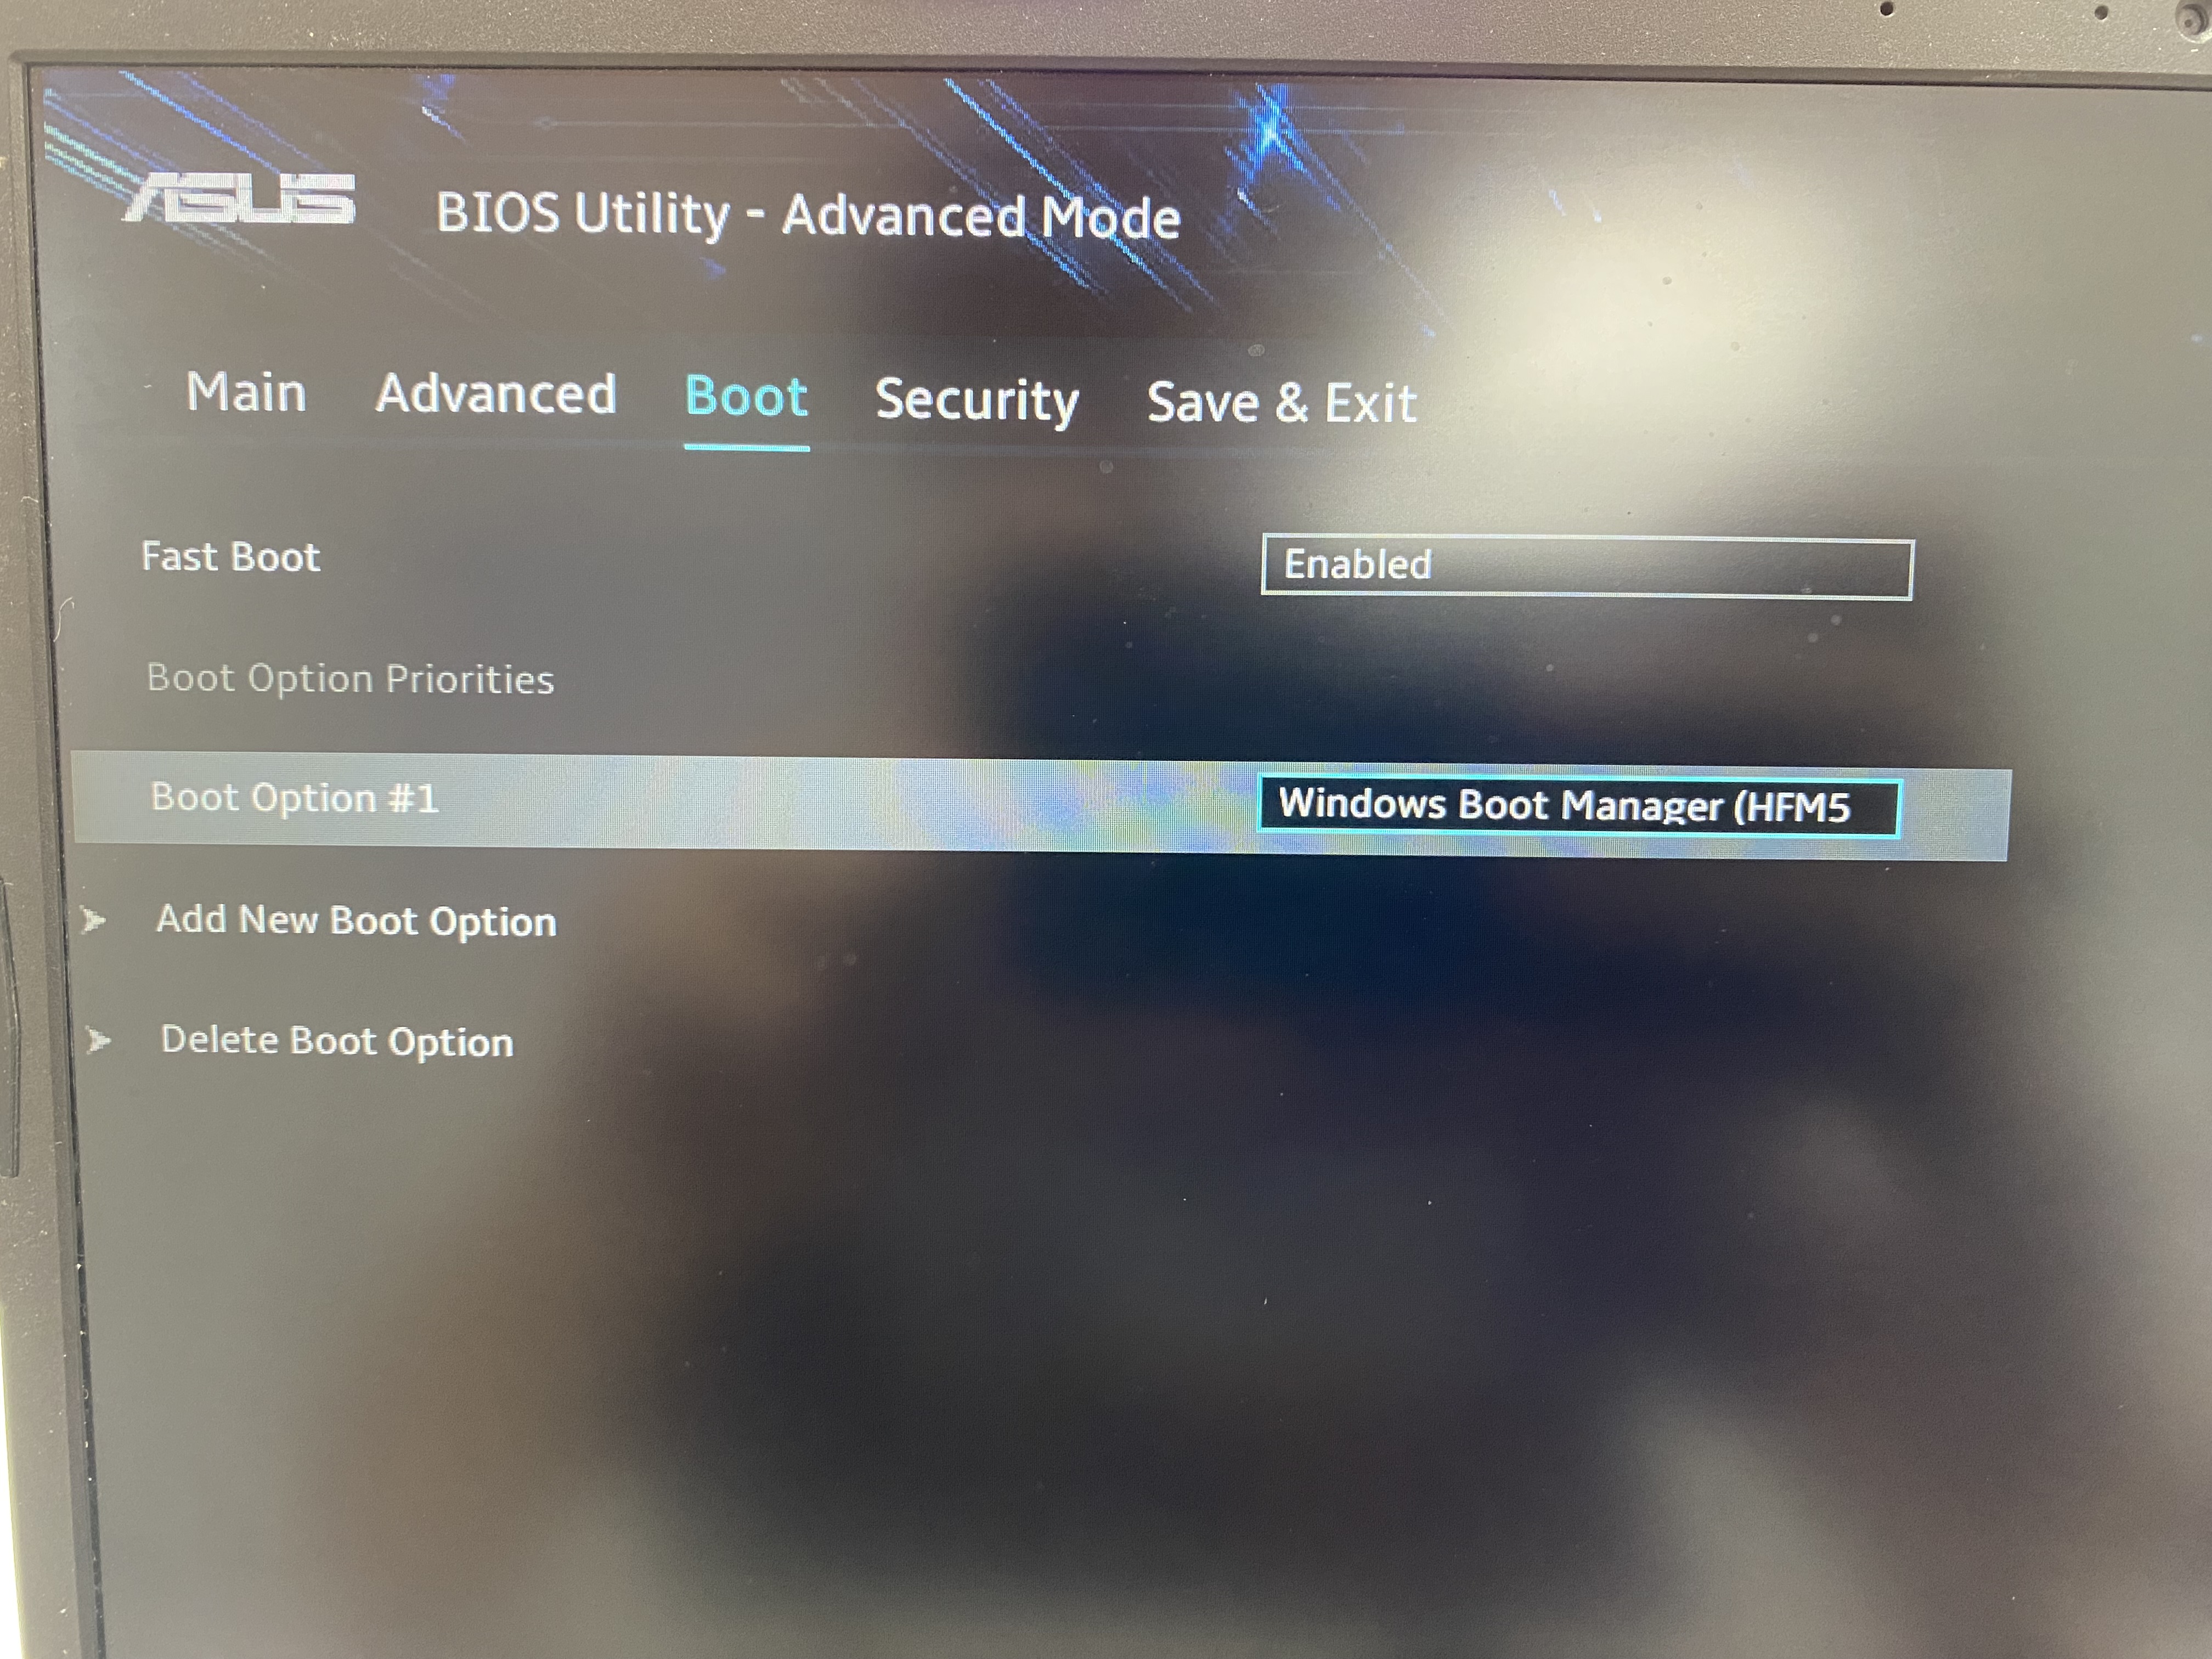 ASUS BIOS Utility - Advanced Mode
Main Advanced Boot Security Save & Exit
Fast Boot Enabled
Boot Option Priorities
Boot Option #1 Windows Boot Manager (HFM5
Add New Boot Option
Delete Boot Option